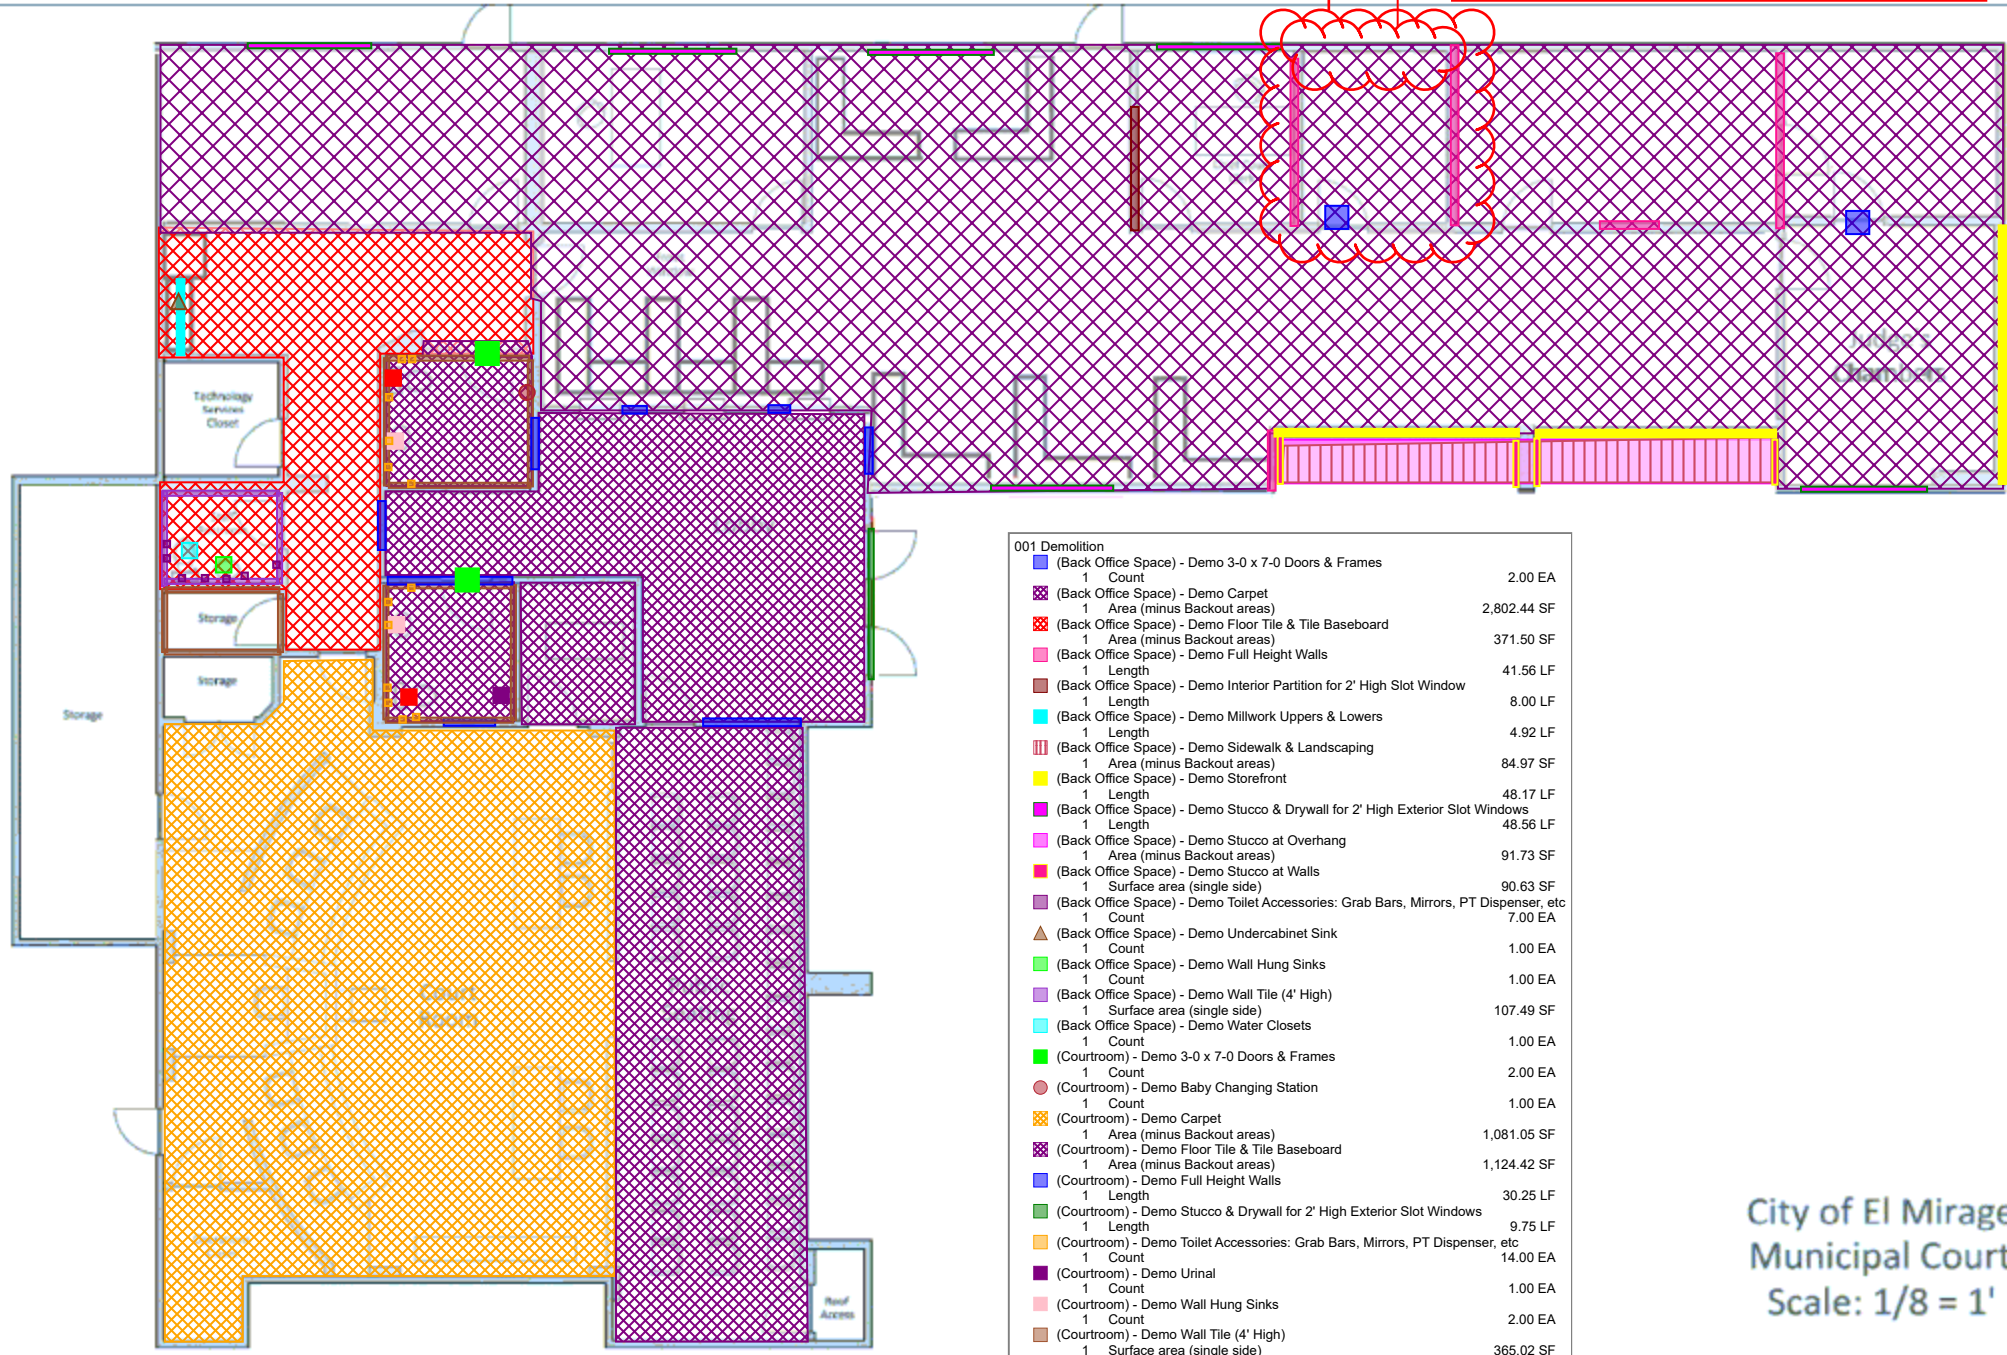 Judge's
Chambers
Technology
Services
Closet
Storage
Storage
Storage
Court
Room
Roof
Access
001 Demolition
(Back Office Space) - Demo 3-0 x 7-0 Doors & Frames
1 Count 2.00 EA
(Back Office Space) - Demo Carpet
1 Area (minus Backout areas) 2,802.44 SF
(Back Office Space) - Demo Floor Tile & Tile Baseboard
1 Area (minus Backout areas) 371.50 SF
(Back Office Space) - Demo Full Height Walls
1 Length 41.56 LF
(Back Office Space) - Demo Interior Partition for 2' High Slot Window
1 Length 8.00 LF
(Back Office Space) - Demo Millwork Uppers & Lowers
1 Length 4.92 LF
(Back Office Space) - Demo Sidewalk & Landscaping
1 Area (minus Backout areas) 84.97 SF
(Back Office Space) - Demo Storefront
1 Length 48.17 LF
(Back Office Space) - Demo Stucco & Drywall for 2' High Exterior Slot Windows
1 Length 48.56 LF
(Back Office Space) - Demo Stucco at Overhang
1 Area (minus Backout areas) 91.73 SF
(Back Office Space) - Demo Stucco at Walls
1 Surface area (single side) 90.63 SF
(Back Office Space) - Demo Toilet Accessories: Grab Bars, Mirrors, PT Dispenser, etc
1 Count 7.00 EA
(Back Office Space) - Demo Undercabinet Sink
1 Count 1.00 EA
(Back Office Space) - Demo Wall Hung Sinks
1 Count 1.00 EA
(Back Office Space) - Demo Wall Tile (4' High)
1 Surface area (single side) 107.49 SF
(Back Office Space) - Demo Water Closets
1 Count 1.00 EA
(Courtroom) - Demo 3-0 x 7-0 Doors & Frames
1 Count 2.00 EA
(Courtroom) - Demo Baby Changing Station
1 Count 1.00 EA
(Courtroom) - Demo Carpet
1 Area (minus Backout areas) 1,081.05 SF
(Courtroom) - Demo Floor Tile & Tile Baseboard
1 Area (minus Backout areas) 1,124.42 SF
(Courtroom) - Demo Full Height Walls
1 Length 30.25 LF
(Courtroom) - Demo Stucco & Drywall for 2' High Exterior Slot Windows
1 Length 9.75 LF
(Courtroom) - Demo Toilet Accessories: Grab Bars, Mirrors, PT Dispenser, etc
1 Count 14.00 EA
(Courtroom) - Demo Urinal
1 Count 1.00 EA
(Courtroom) - Demo Wall Hung Sinks
1 Count 2.00 EA
(Courtroom) - Demo Wall Tile (4' High)
1 Surface area (single side) 365.02 SF
City of El Mirage
Municipal Court
Scale: 1/8 = 1'